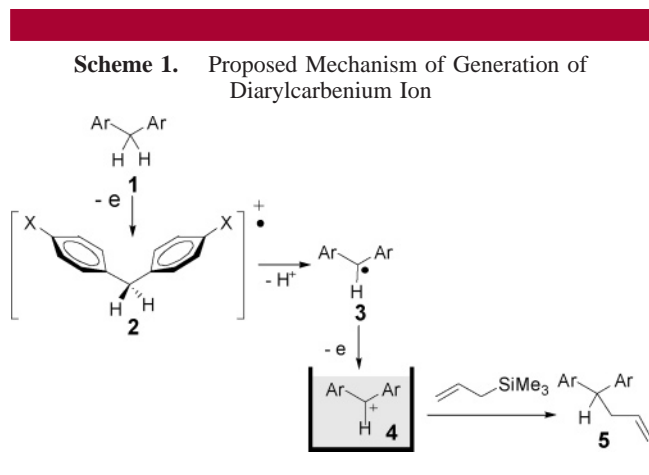 Scheme 1. Proposed Mechanism of Generation of
Diarylcarbenium Ion
Ar Ar
H H
1
- e
X X
+
•
H H
2
- H+
Ar Ar
•
H
3
- e
Ar Ar
+
H 4
SiMe3
Ar Ar
H
5